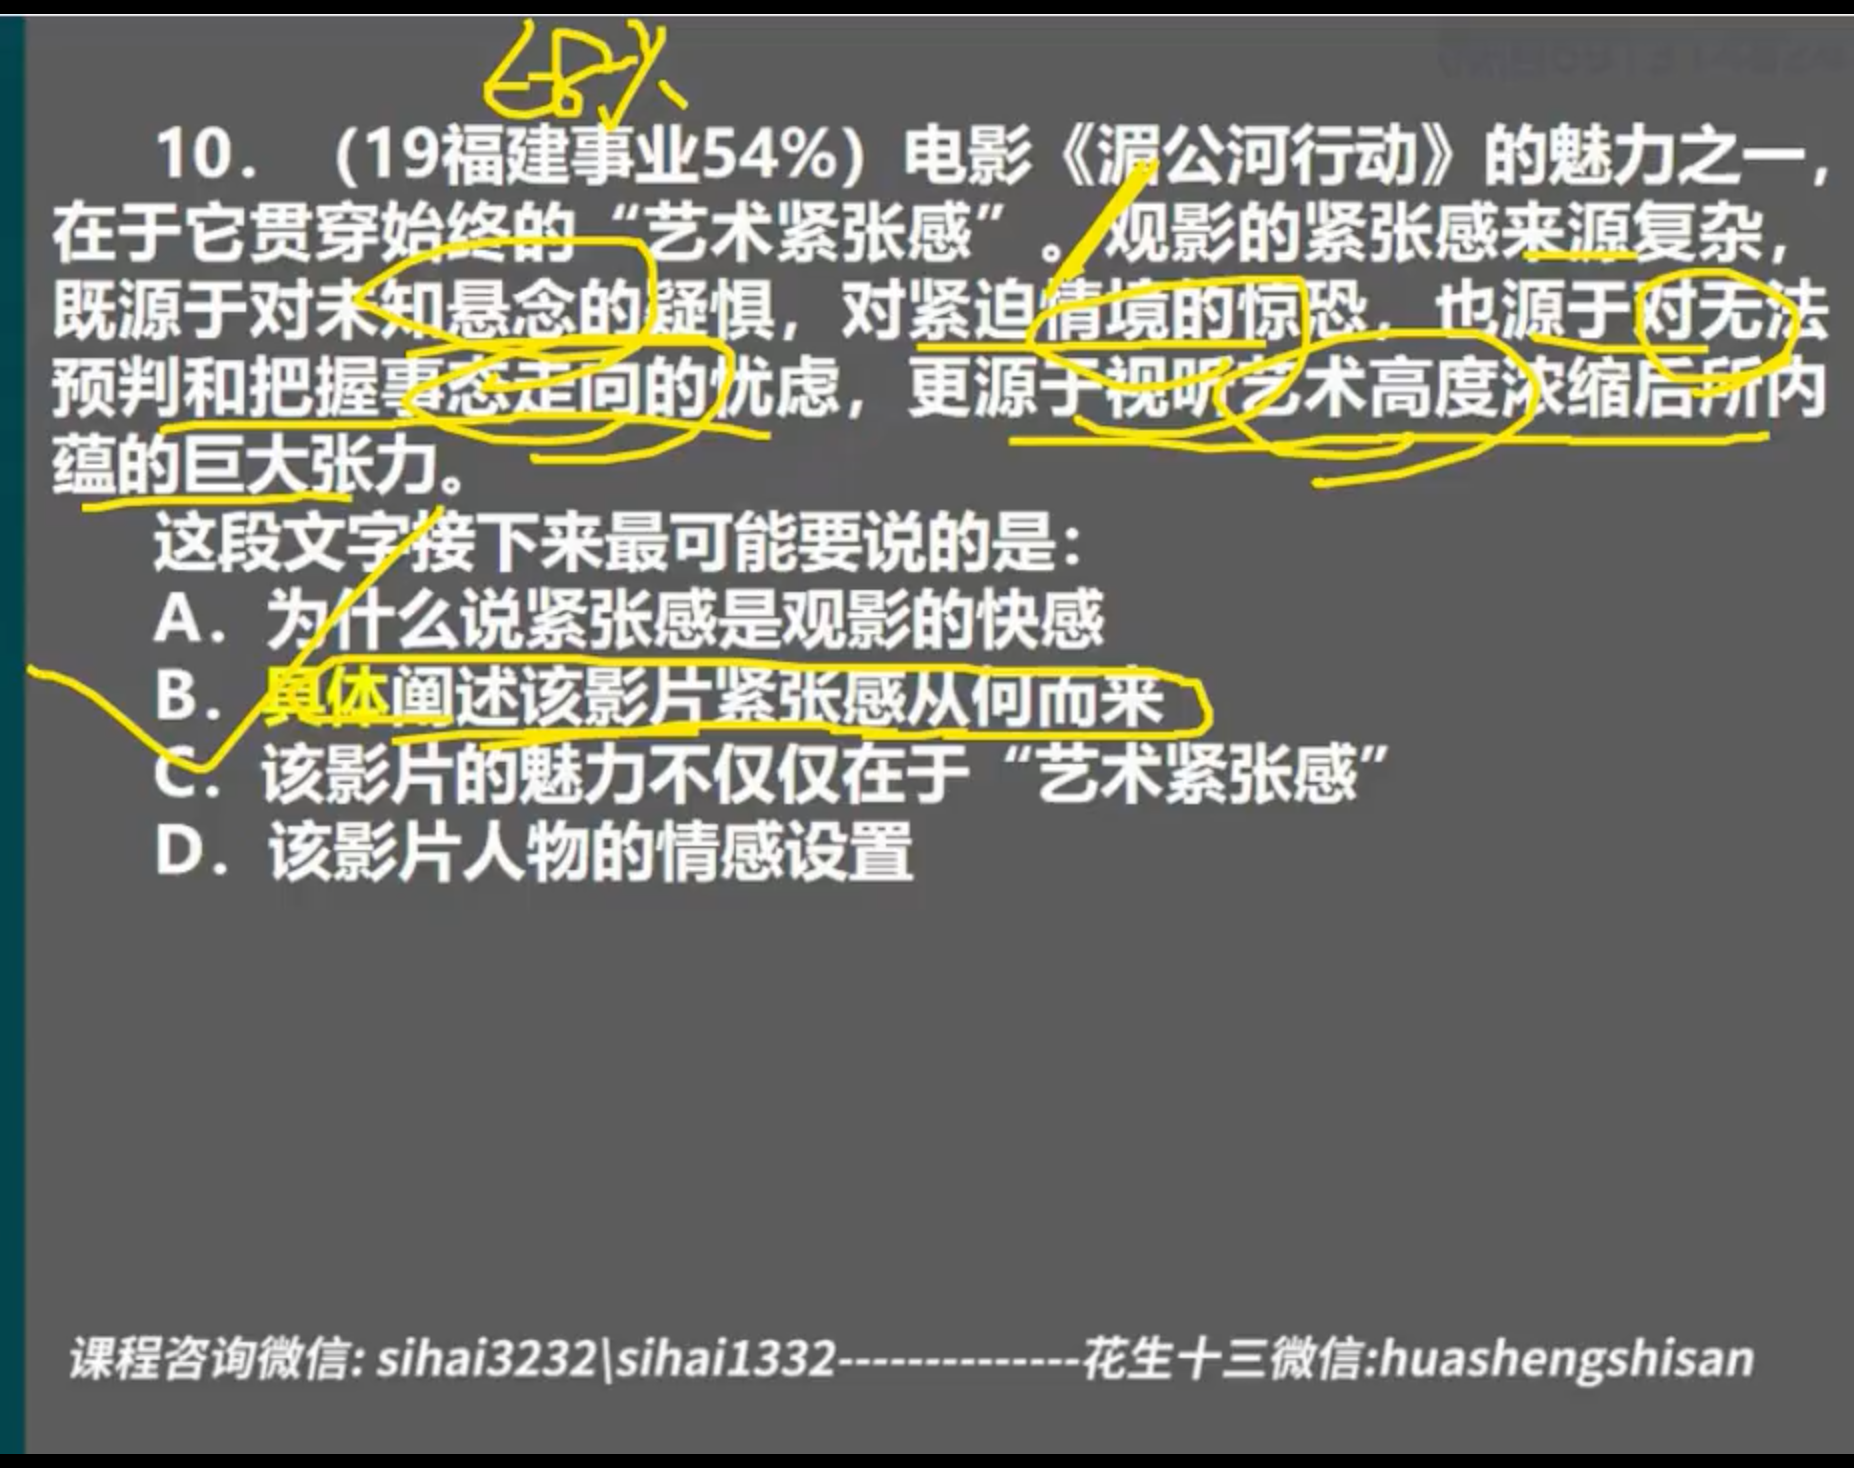 68%
10. （19福建事业54%）电影《湄公河行动》的魅力之一，
在于它贯穿始终的“艺术紧张感”。观影的紧张感来源复杂，
既源于对未知悬念的疑惧，对紧迫情境的惊恐，也源于对无法
预判和把握事态走向的忧虑，更源于视听艺术高度浓缩后所内
蕴的巨大张力。
这段文字接下来最可能要说的是：
A. 为什么说紧张感是观影的快感
B. 具体阐述该影片紧张感从何而来
C. 该影片的魅力不仅仅在于“艺术紧张感”
D. 该影片人物的情感设置
课程咨询微信: sihai3232\sihai1332--------------花生十三微信:huashengshisan